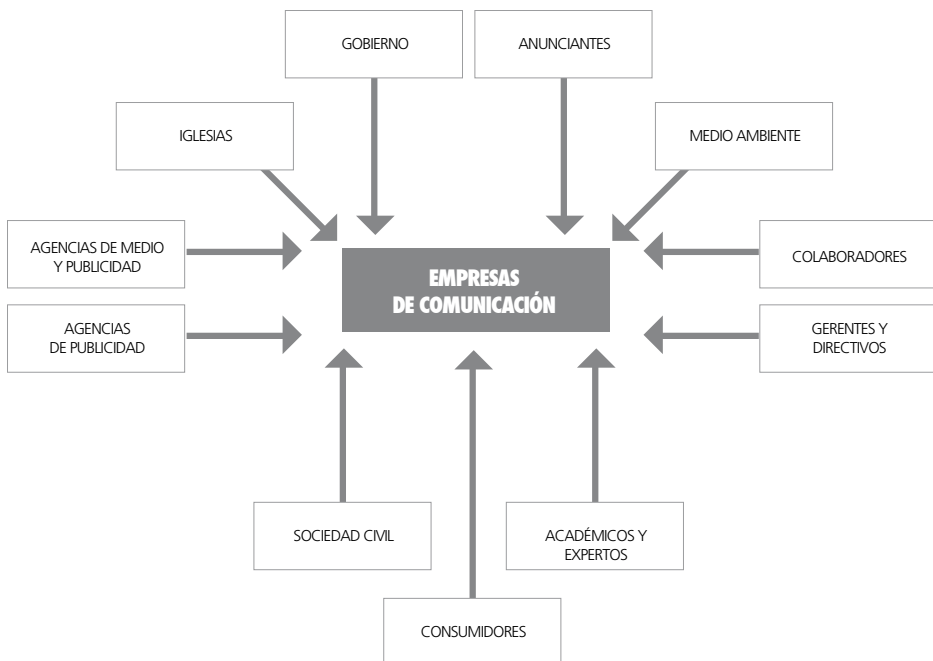 GOBIERNO
ANUNCIANTES
IGLESIAS
MEDIO AMBIENTE
AGENCIAS DE MEDIO
Y PUBLICIDAD
COLABORADORES
EMPRESAS
DE COMUNICACIÓN
AGENCIAS
DE PUBLICIDAD
GERENTES Y
DIRECTIVOS
SOCIEDAD CIVIL
ACADÉMICOS Y
EXPERTOS
CONSUMIDORES